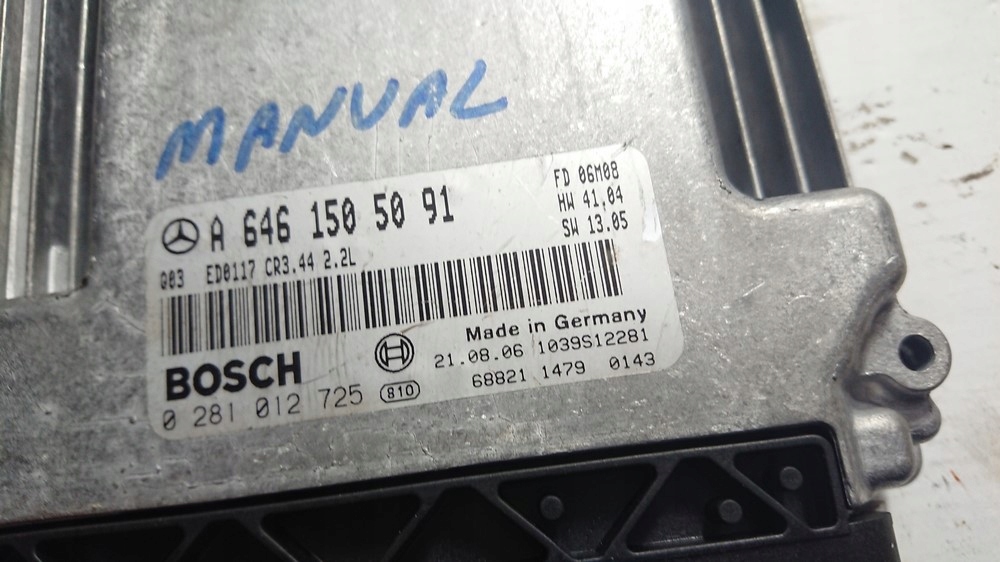 MANUAL
A 646 150 50 91
FD 06M08
HW 41.04
SW 13.05
Q03 ED0117 CR3.44 2.2L
Made in Germany
BOSCH
21.08.06 1039S12281
0 281 012 725 810
68821 1479 0143